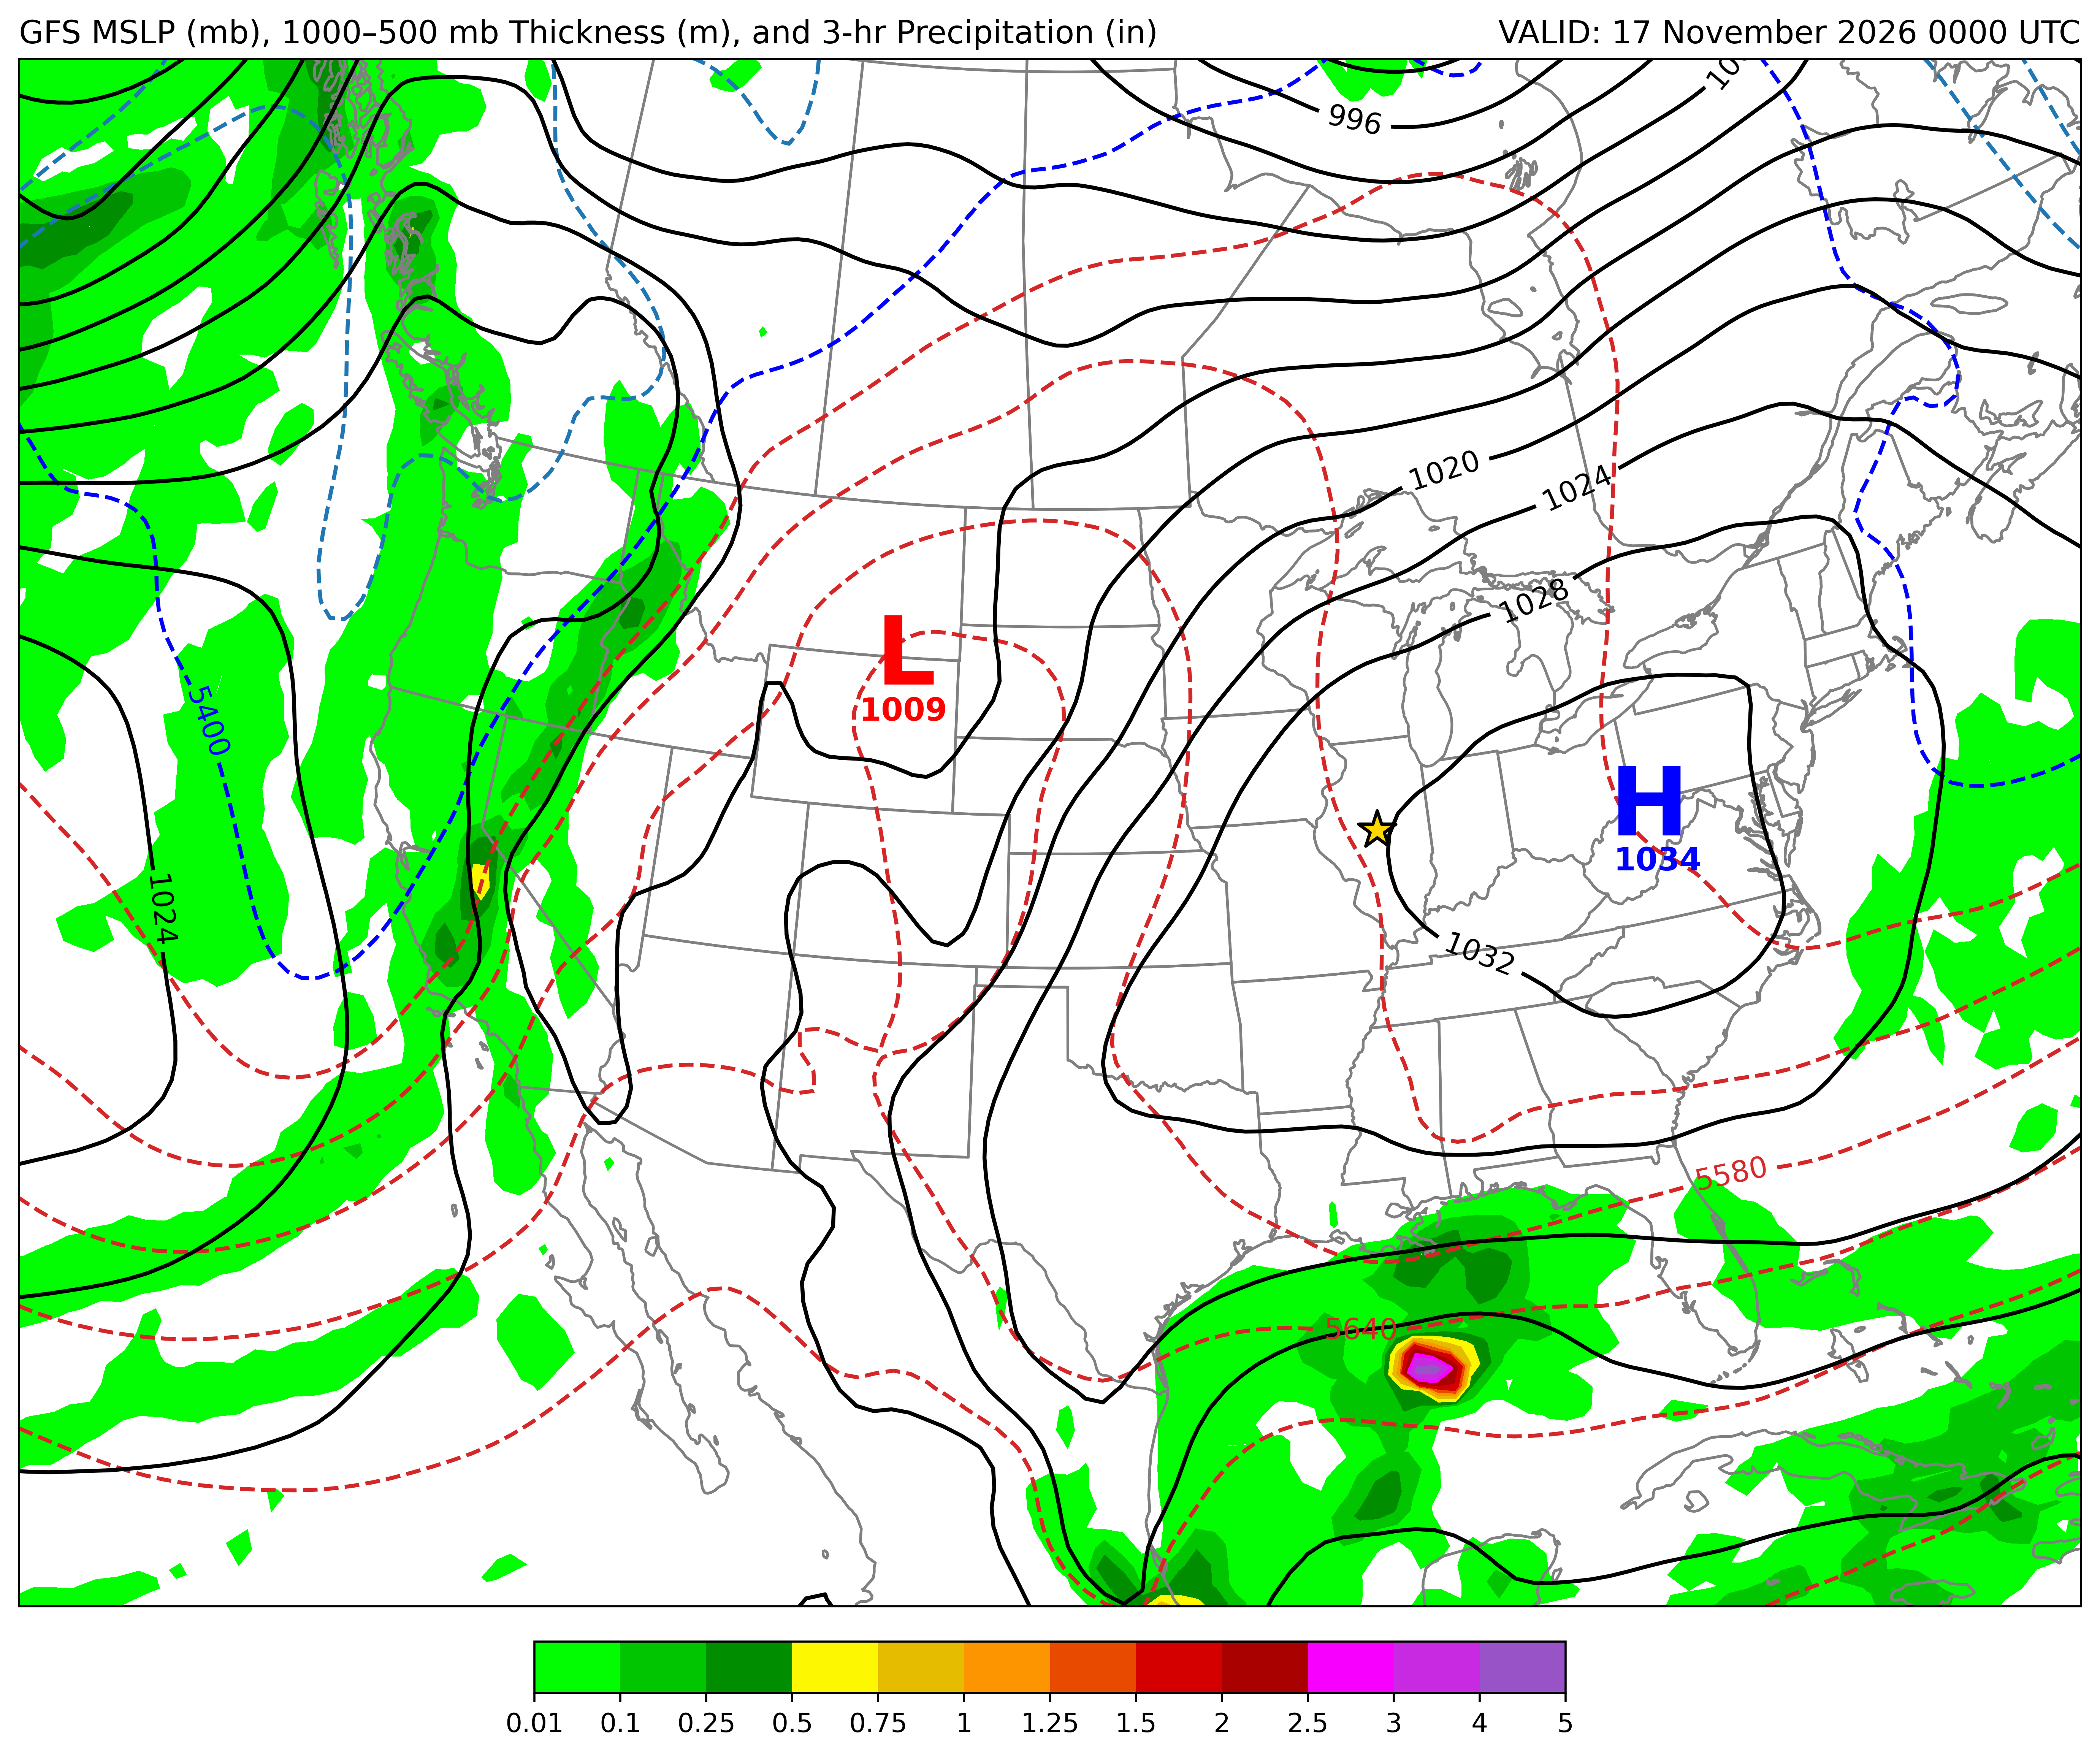 GFS MSLP (mb), 1000–500 mb Thickness (m), and 3-hr Precipitation (in)
VALID: 17 November 2026 0000 UTC
996
1020
1024
1028
L
1009
5400
H
1034
1024
1032
5580
5640
0.01 0.1 0.25 0.5 0.75 1 1.25 1.5 2 2.5 3 4 5